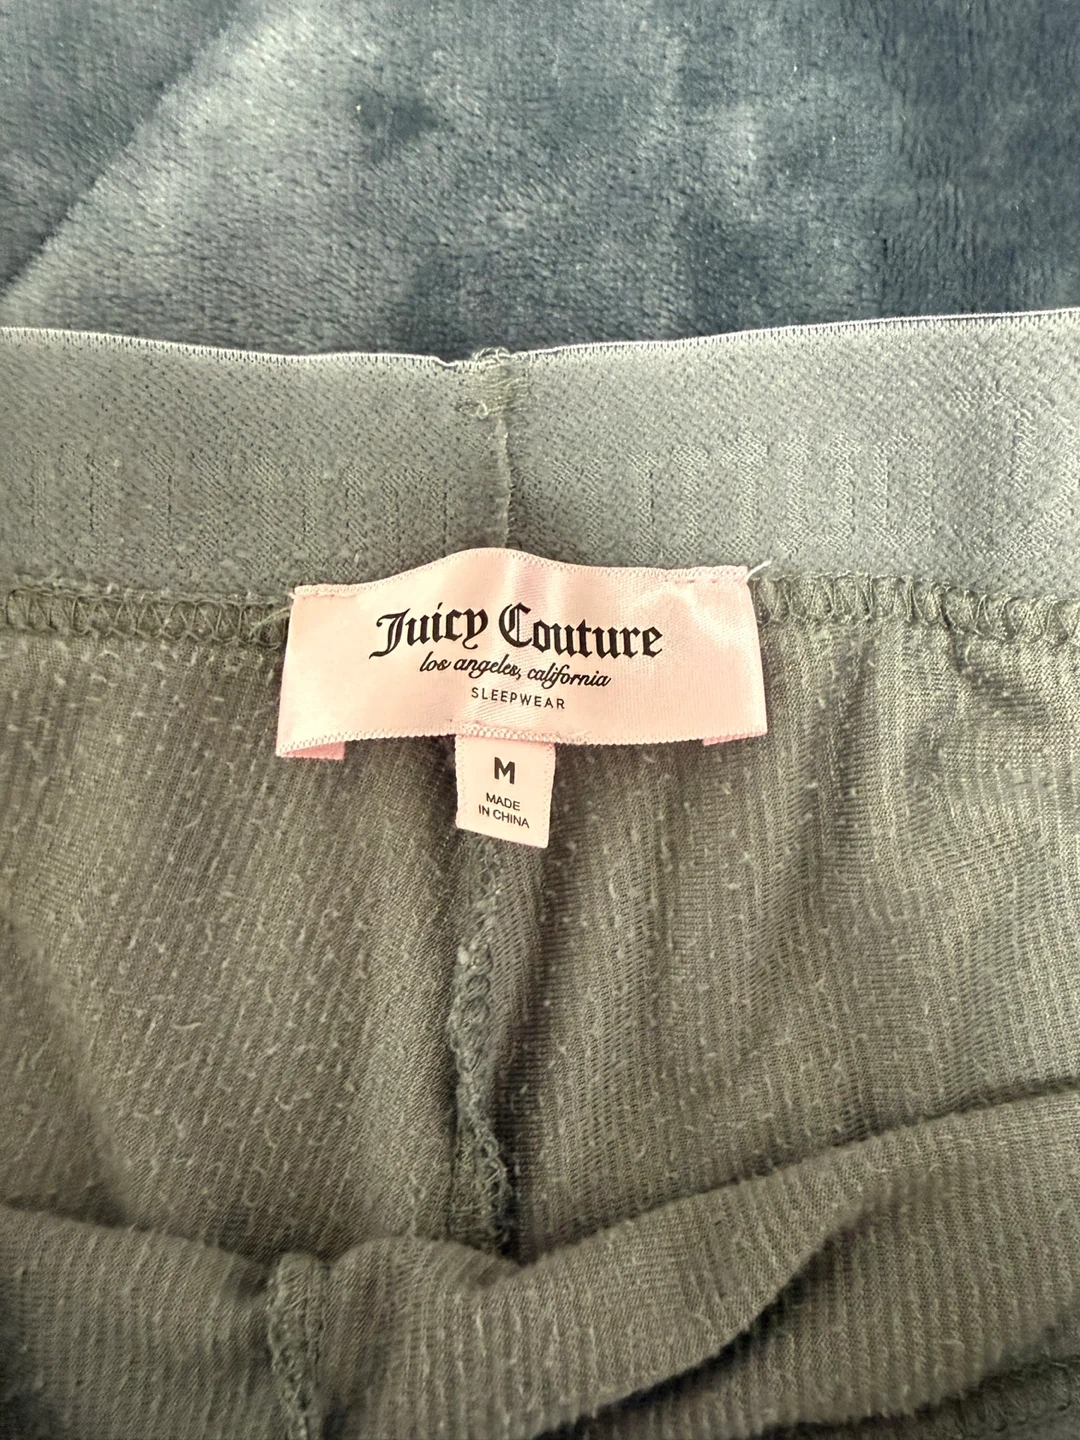 Juicy Couture
los angeles, california
SLEEPWEAR
M
MADE
IN CHINA